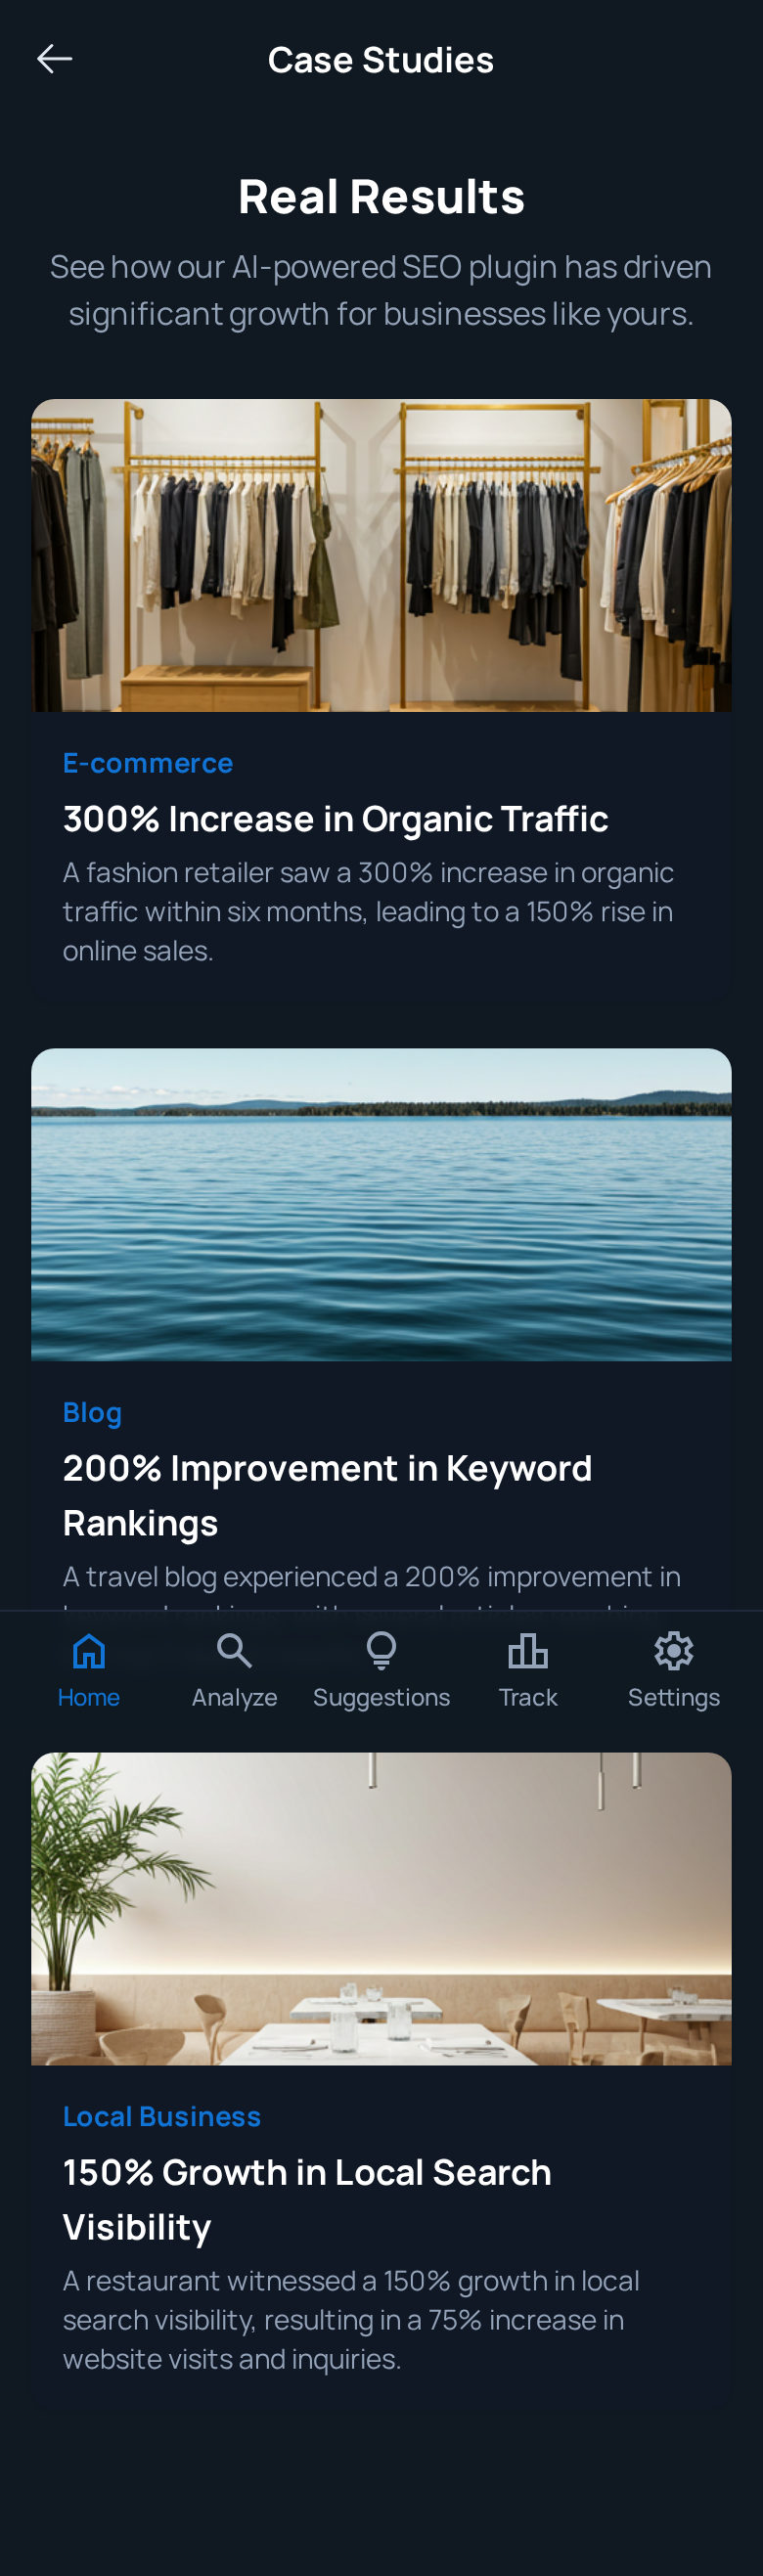 Case Studies
Real Results
See how our AI-powered SEO plugin has driven
significant growth for businesses like yours.
E-commerce
300% Increase in Organic Traffic
A fashion retailer saw a 300% increase in organic
traffic within six months, leading to a 150% rise in
online sales.
Blog
200% Improvement in Keyword
Rankings
A travel blog experienced a 200% improvement in
Home
Analyze
Suggestions
Track
Settings
Local Business
150% Growth in Local Search
Visibility
A restaurant witnessed a 150% growth in local
search visibility, resulting in a 75% increase in
website visits and inquiries.